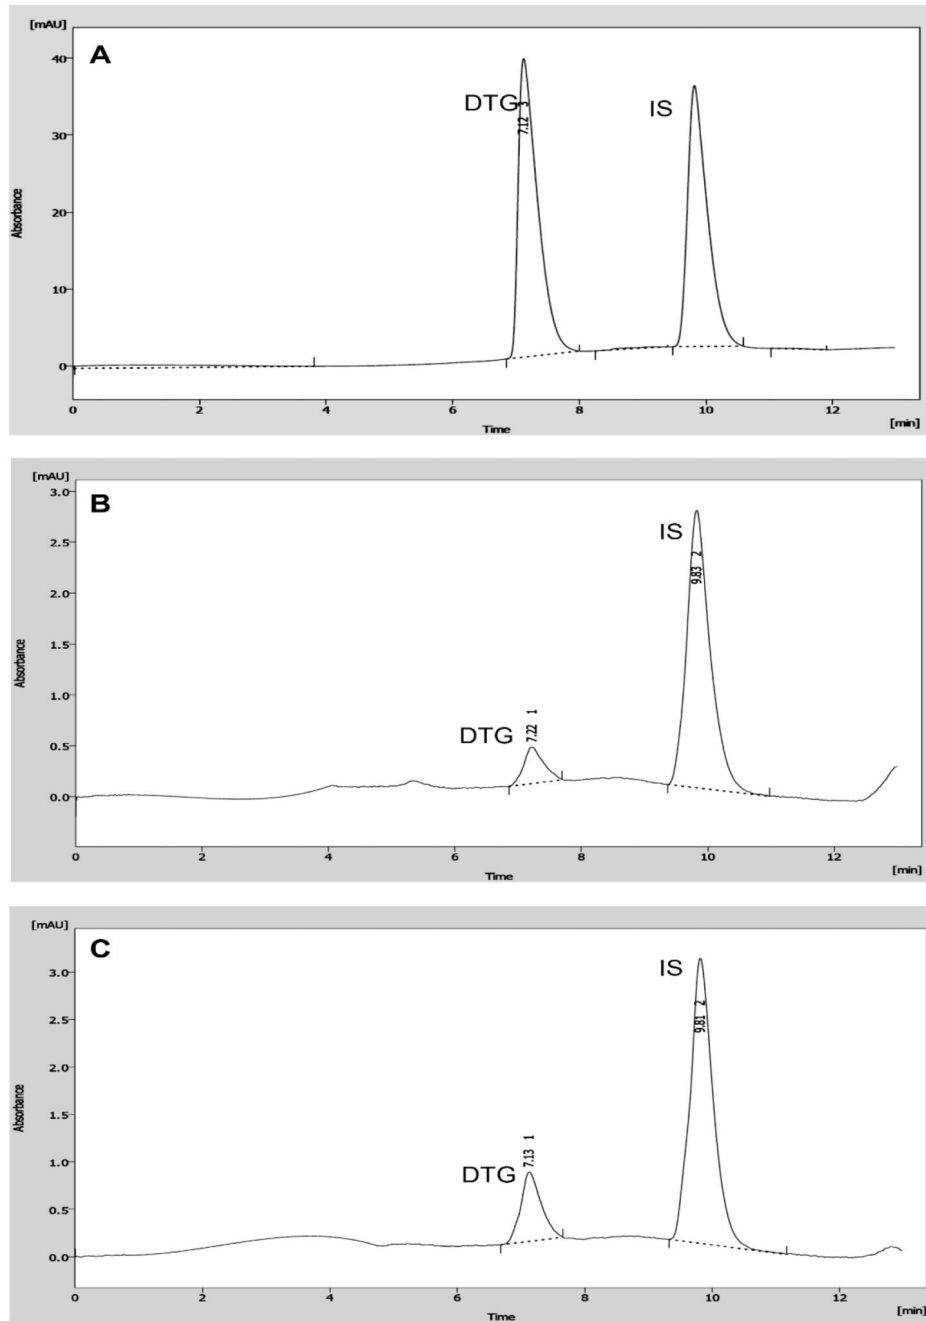 [mAU]
A
40
DTG
7.12 3
IS
30
Absorbance
20
10
0
0 2 4 6 8 10 12
Time
[min]
[mAU]
B
3.0
2.5
IS
9.83 2
2.0
Absorbance
1.5
1.0
DTG
7.22 1
0.5
0.0
0 2 4 6 8 10 12
Time
[min]
[mAU]
C
3.0
IS
9.81 2
2.5
2.0
Absorbance
1.5
DTG
7.13 1
1.0
0.5
0.0
0 2 4 6 8 10 12
Time
[min]